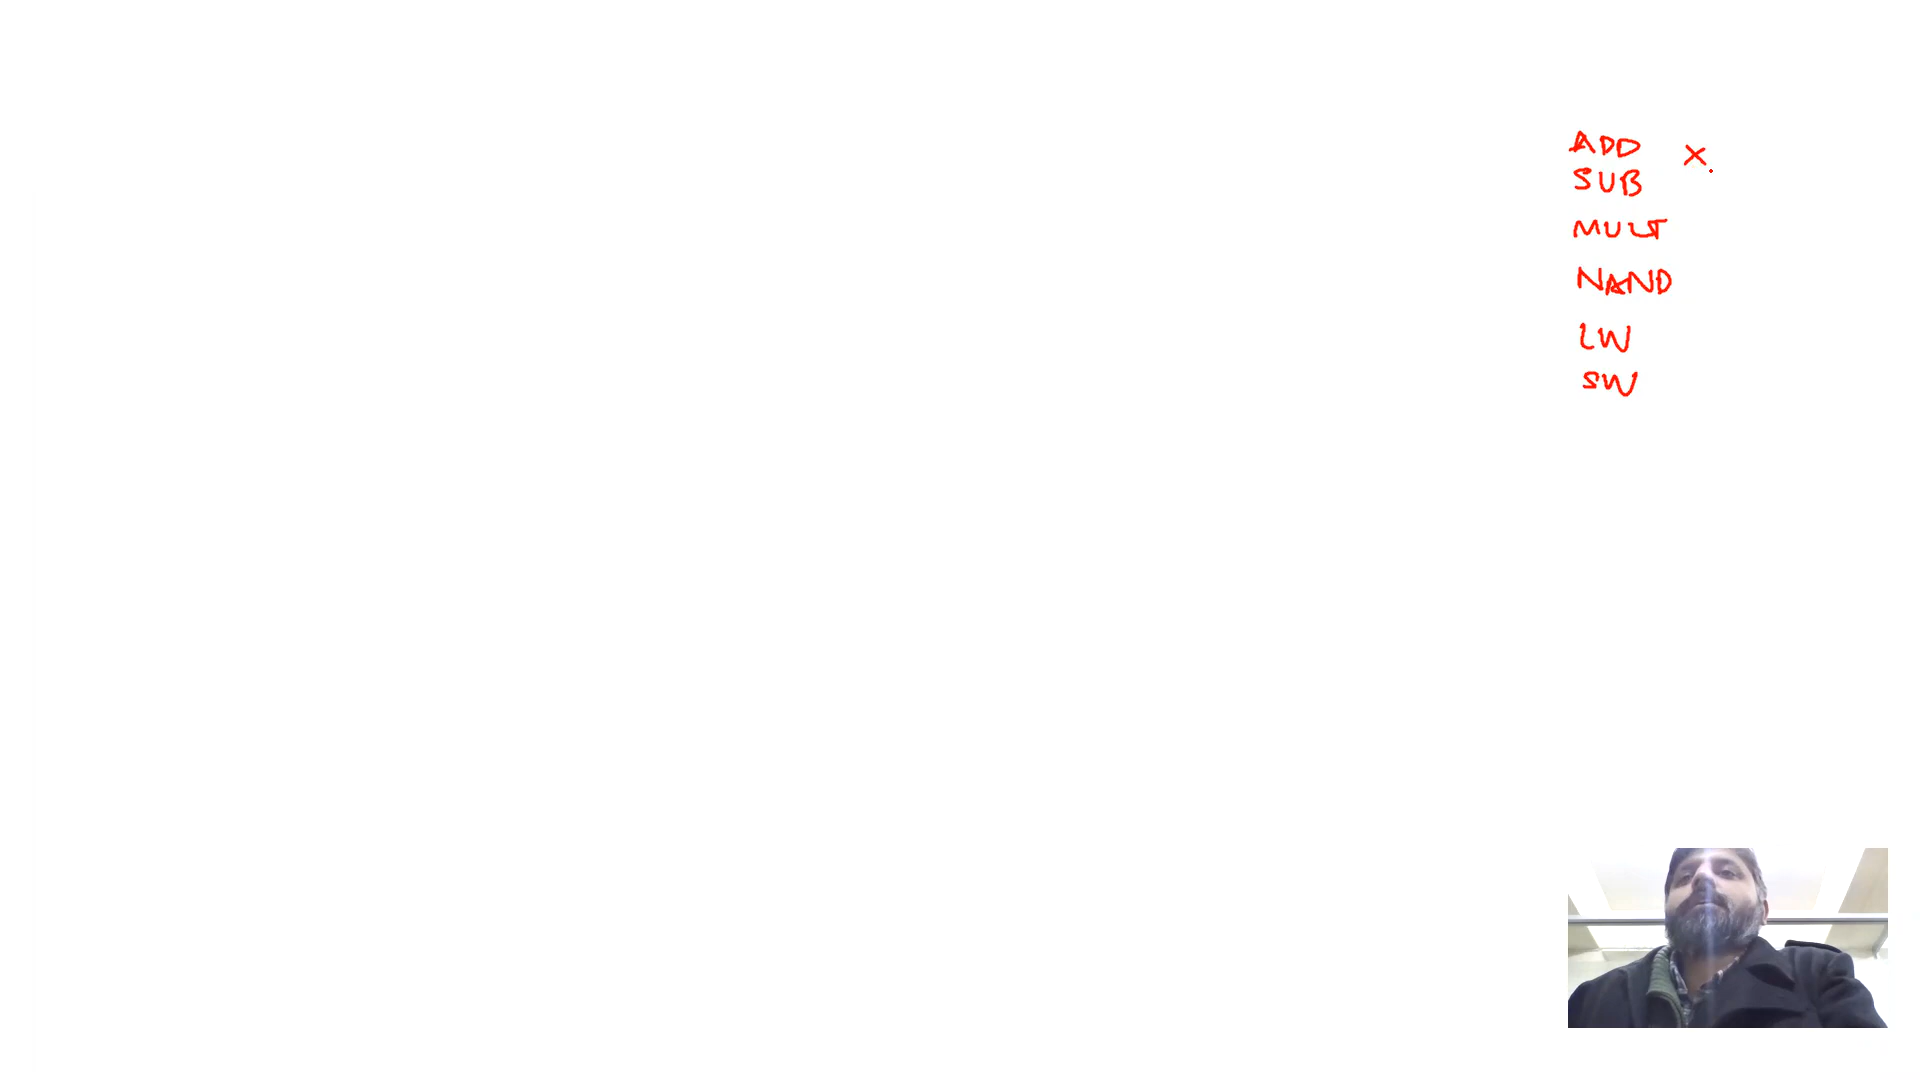 ADD X.
SUB
MULT
NAND
LW
SW